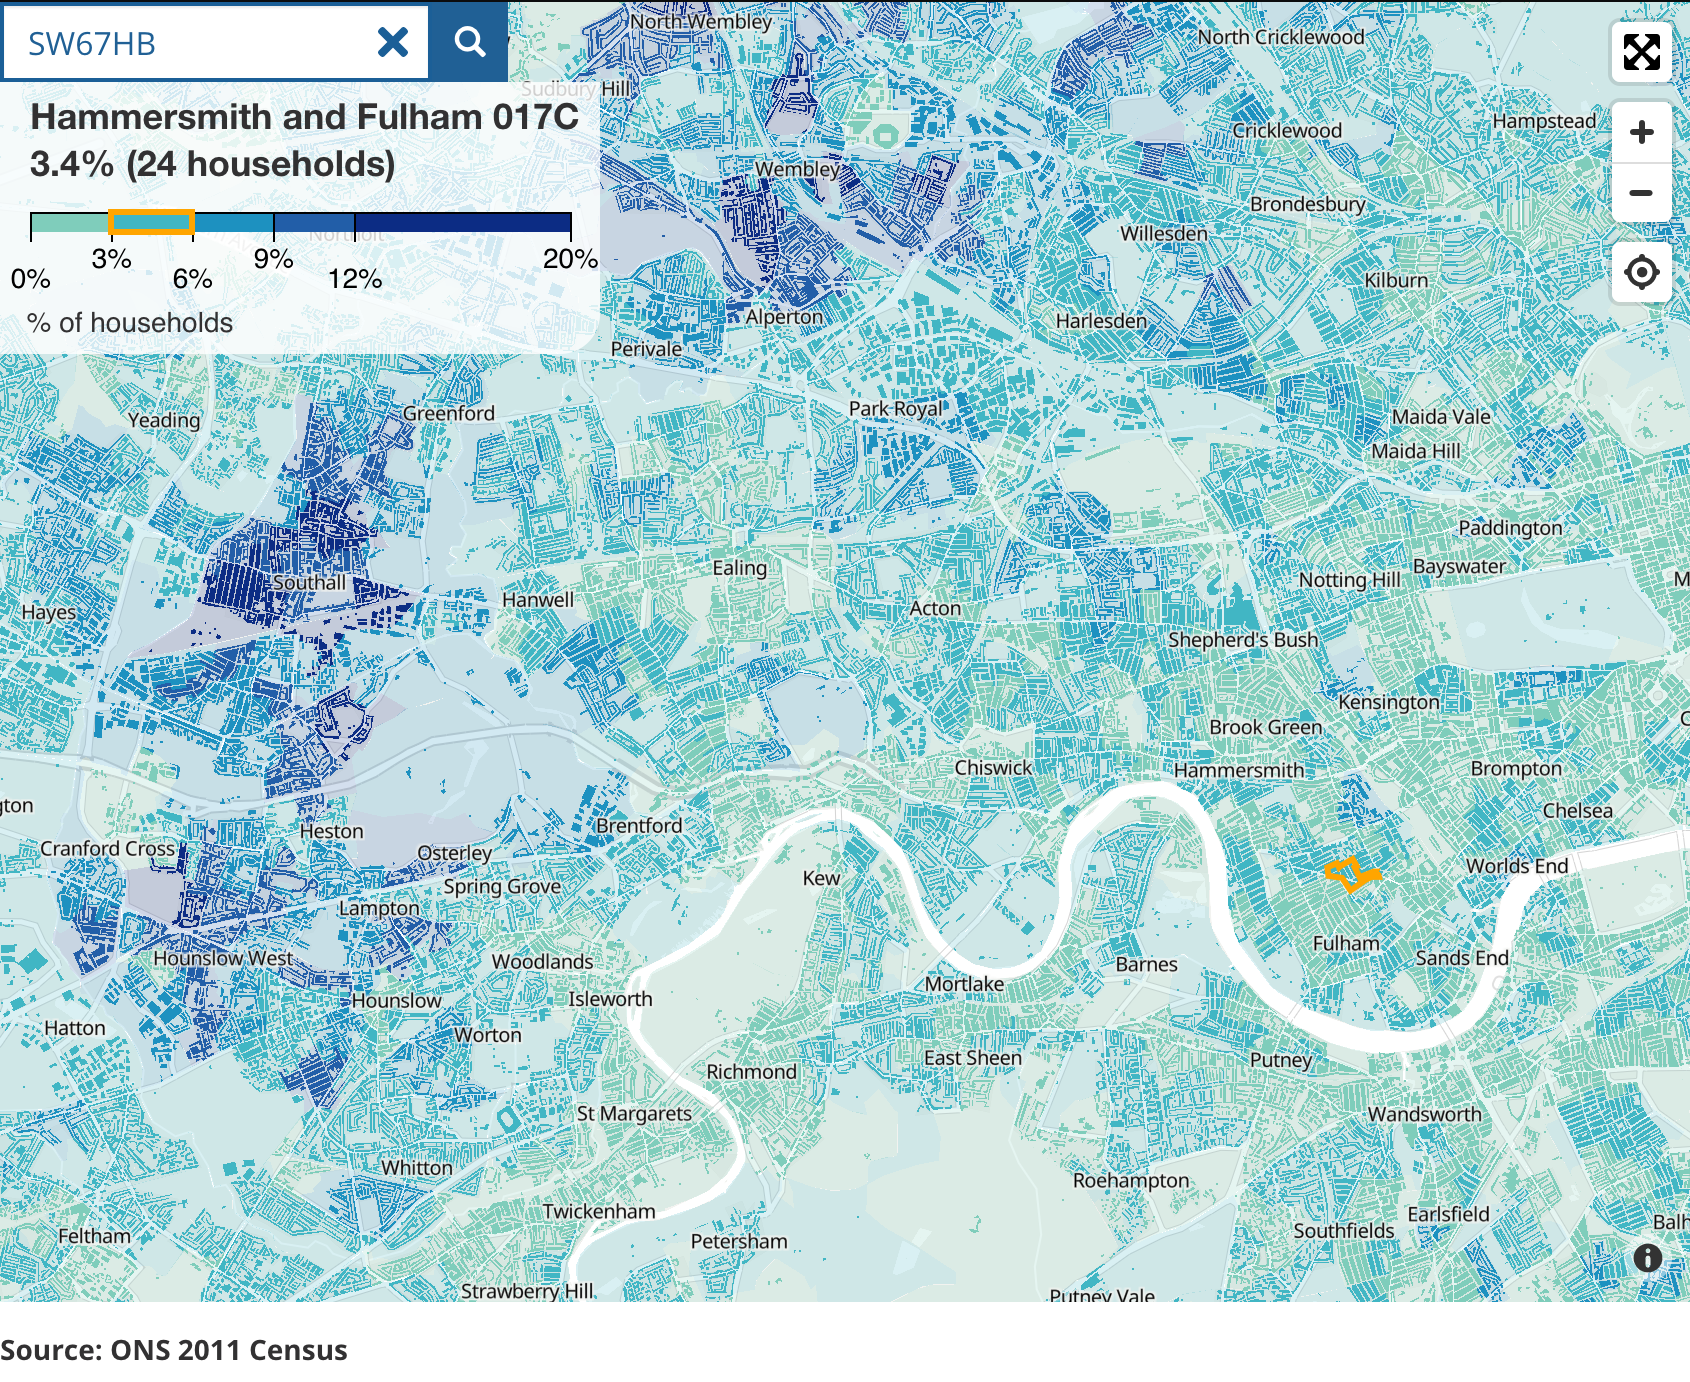 SW67HB
North Wembley
North Cricklewood
Sudbury Hill
Hammersmith and Fulham 017C
3.4% (24 households)
Hampstead
Cricklewood
Wembley
Brondesbury
Willesden
Northolt
0% 3% 6% 9% 12% 20%
% of households
Kilburn
Alperton
Harlesden
Perivale
Yeading
Greenford
Park Royal
Maida Vale
Maida Hill
Paddington
Ealing
Bayswater
Notting Hill
M
Southall
Hanwell
Hayes
Acton
Shepherd's Bush
Kensington
C
Brook Green
Chiswick
Hammersmith
Brompton
gton
Chelsea
Heston
Brentford
Cranford Cross
Osterley
Worlds End
Kew
Spring Grove
Lampton
Fulham
Hounslow West
Woodlands
Sands End
Barnes
Mortlake
Hounslow
Isleworth
Hatton
Worton
East Sheen
Putney
Richmond
St Margarets
Wandsworth
Whitton
Roehampton
Twickenham
Earlsfield
Balh
Feltham
Petersham
Southfields
Strawberry Hill
Putney Vale
Source: ONS 2011 Census